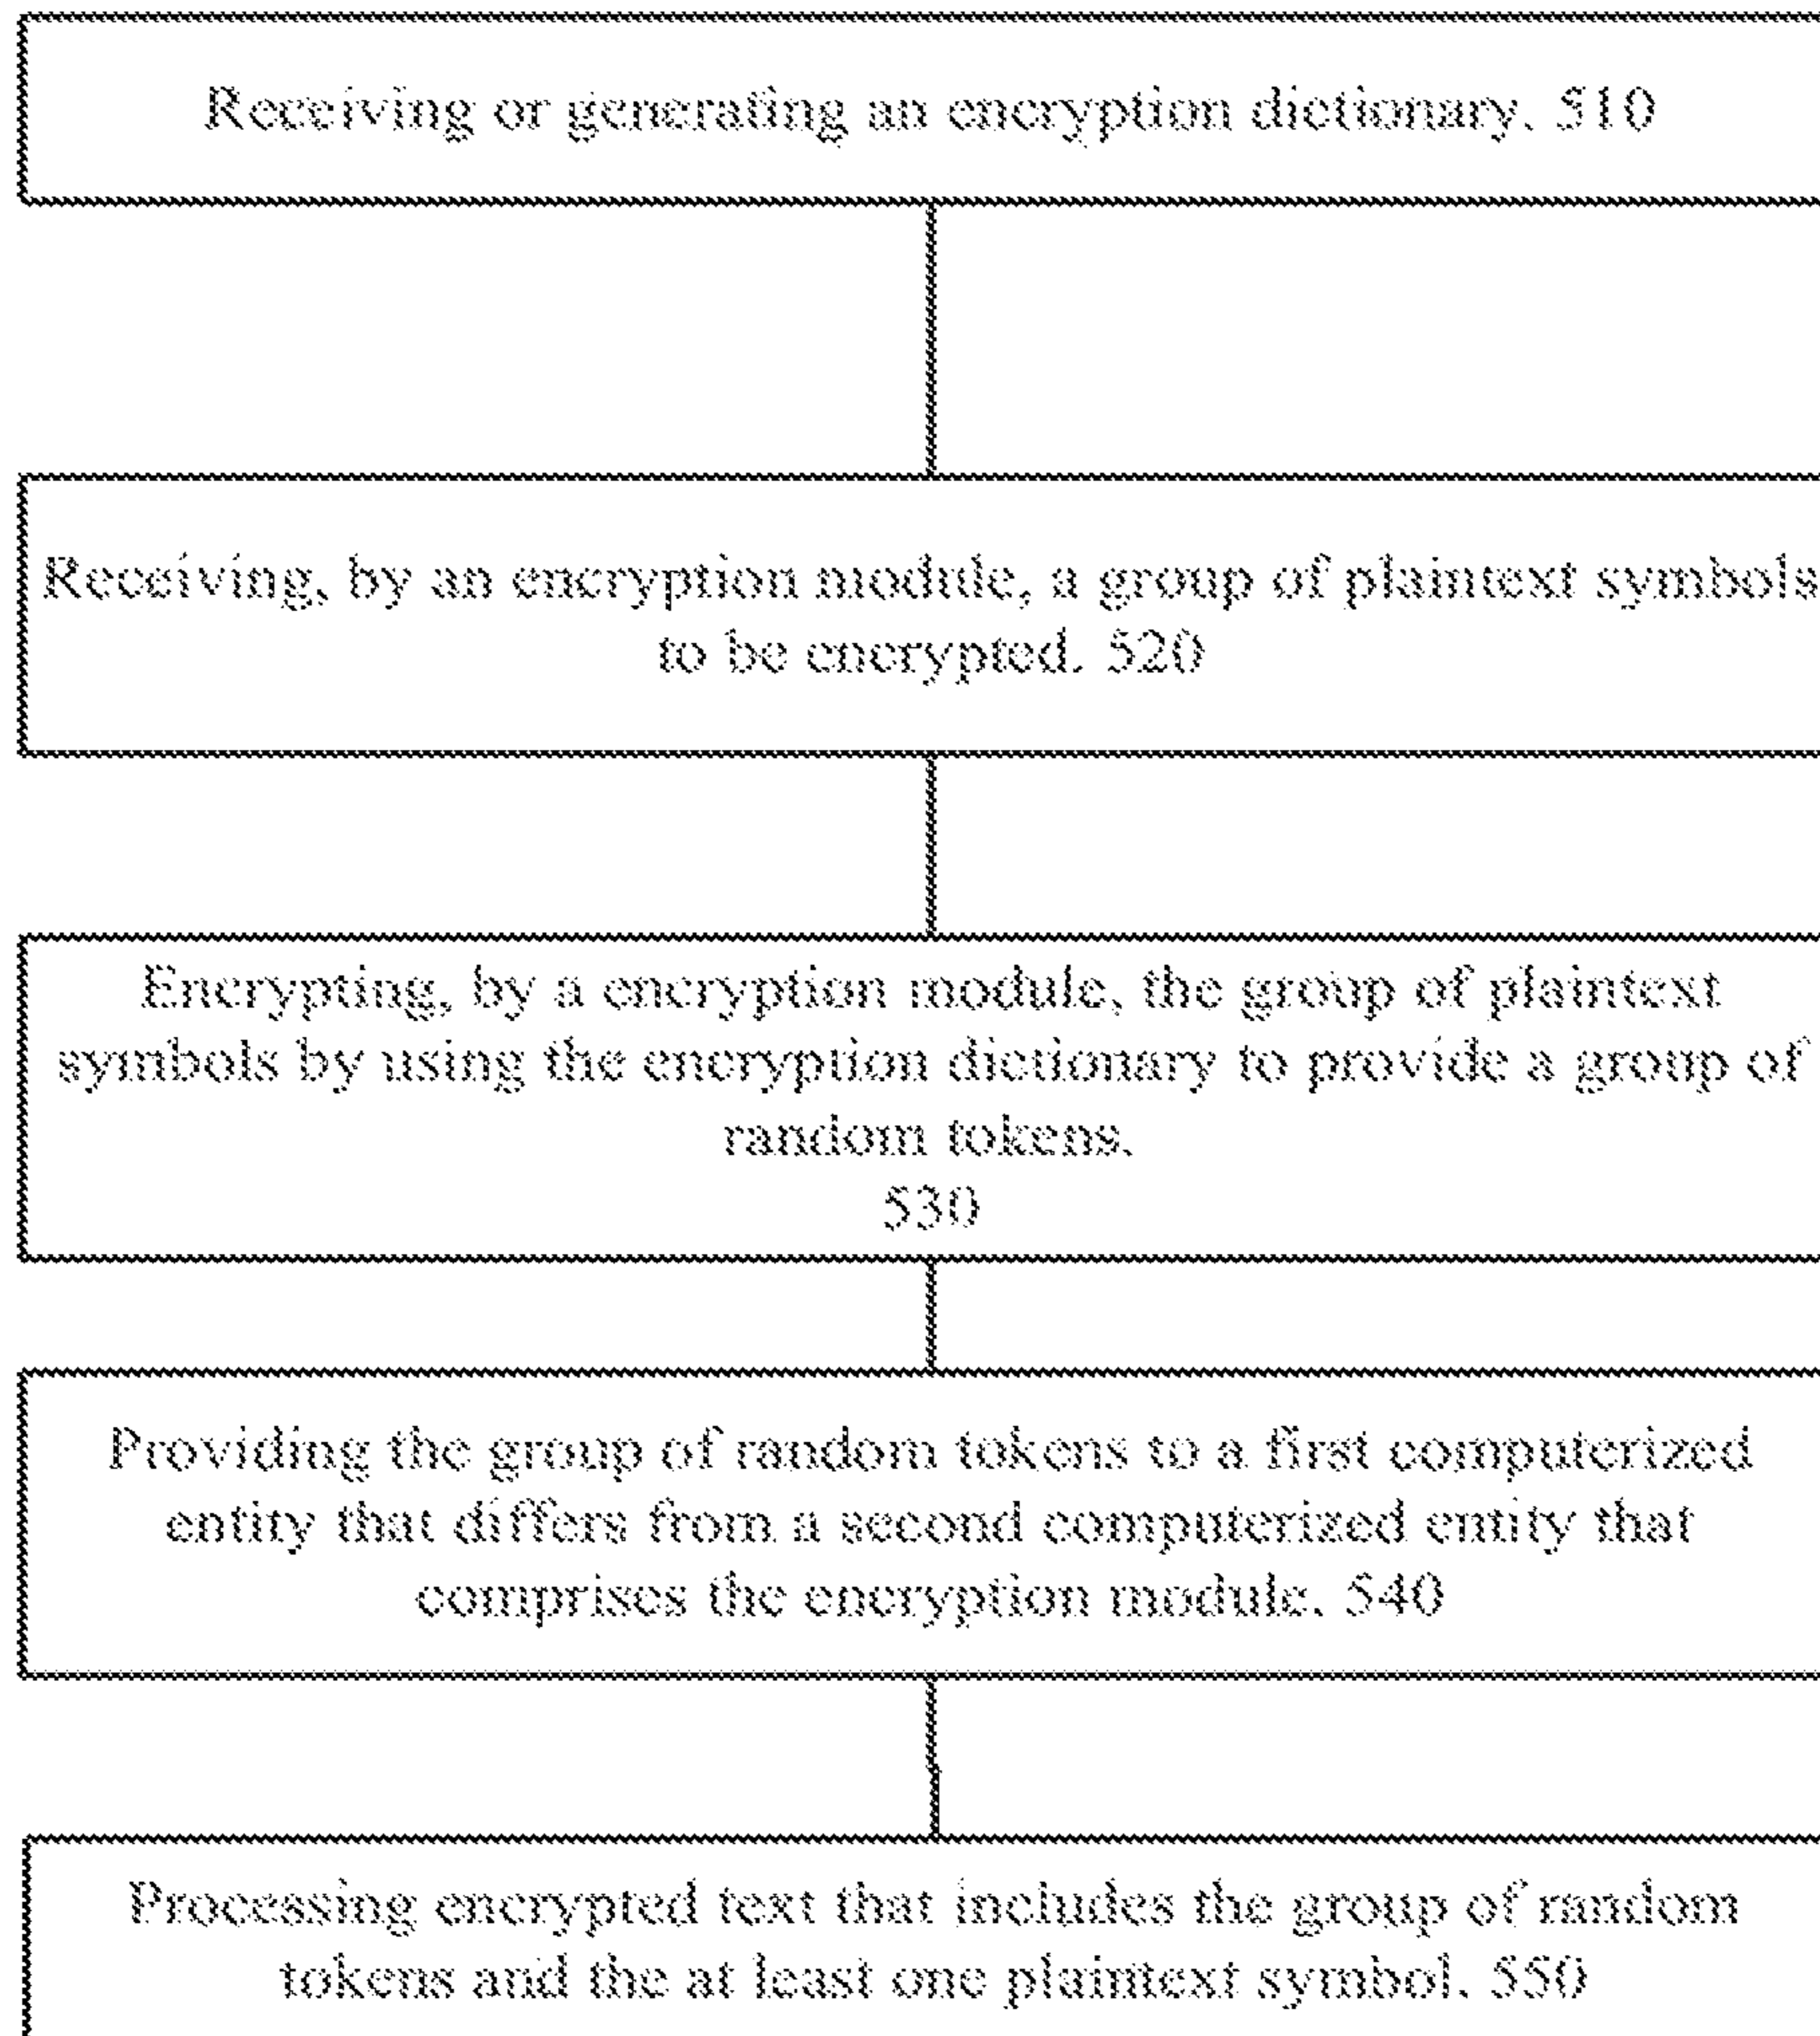 Receiving or generating an encryption dictionary. 510
Receiving, by an encryption module, a group of plaintext symbols
to be encrypted. 520
Encrypting, by a encryption module, the group of plaintext
symbols by using the encryption dictionary to provide a group of
random tokens.
530
Providing the group of random tokens to a first computerized
entity that differs from a second computerized entity that
comprises the encryption module. 540
Processing encrypted text that includes the group of random
tokens and the at least one plaintext symbol. 550